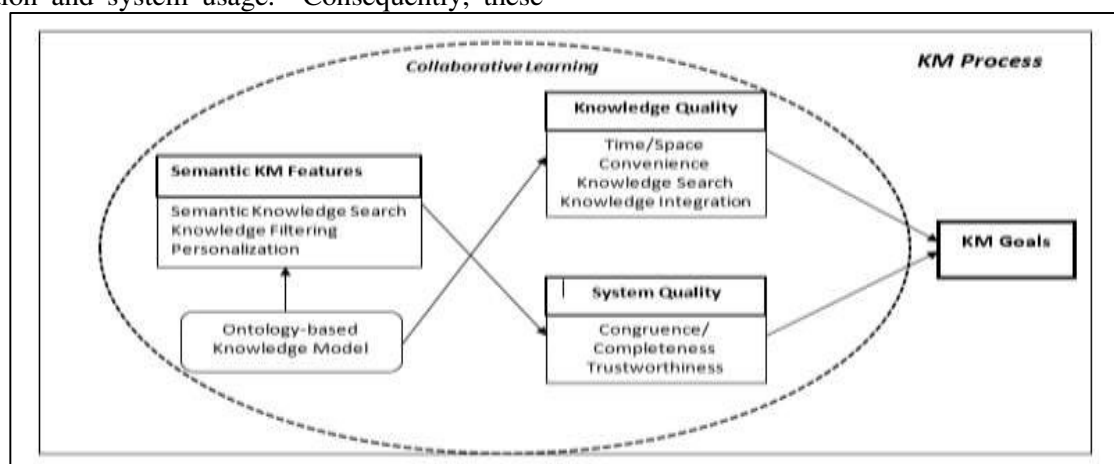 tion and system usage. Consequently, these
KM Process
Collaborative Learning
Knowledge Quality
Time/Space
Convenience
Knowledge Search
Knowledge Integration
Semantic KM Features
Semantic Knowledge Search
Knowledge Filtering
Personalization
KM Goals
System Quality
Congruence/
Completeness
Trustworthiness
Ontology-based
Knowledge Model